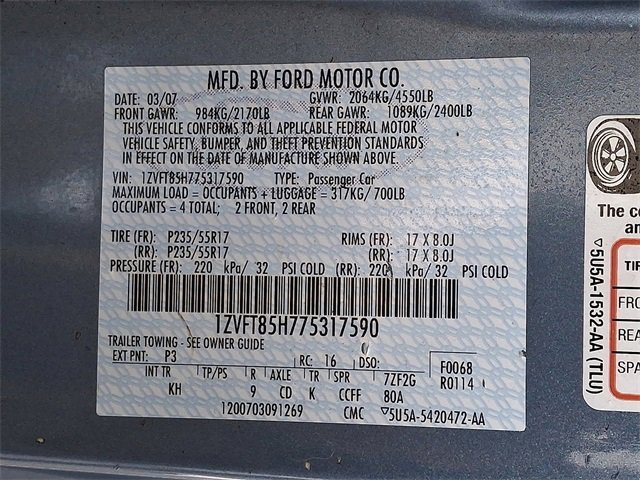 MFD. BY FORD MOTOR CO.
DATE: 03/07 GVWR: 2064KG/4550LB
FRONT GAWR: 984KG/2170LB REAR GAWR: 1089KG/2400LB
THIS VEHICLE CONFORMS TO ALL APPLICABLE FEDERAL MOTOR
VEHICLE SAFETY, BUMPER, AND THEFT PREVENTION STANDARDS
IN EFFECT ON THE DATE OF MANUFACTURE SHOWN ABOVE.
VIN: 1ZVFT85H775317590 TYPE: Passenger Car
MAXIMUM LOAD = OCCUPANTS + LUGGAGE = 317KG/ 700LB
OCCUPANTS = 4 TOTAL; 2 FRONT, 2 REAR
TIRE (FR): P235/55R17 RIMS (FR): 17 X 8.0J
(RR): P235/55R17 (RR): 17 X 8.0J
PRESSURE (FR): 220 kPa/ 32 PSI COLD (RR): 220 kPa/ 32 PSI COLD
1ZVFT85H775317590
TRAILER TOWING - SEE OWNER GUIDE
EXT PNT: P3 RC: 16 DSO: F0068
INT TR TP/PS R AXLE TR SPR 7ZF2G R0114
KH 9 CD K CCFF 80A
1200703091269 CMC ▽5U5A-5420472-AA
The co
an
TIR
FRO
REA
SPA
▽5U5A-1532-AA (TLU)